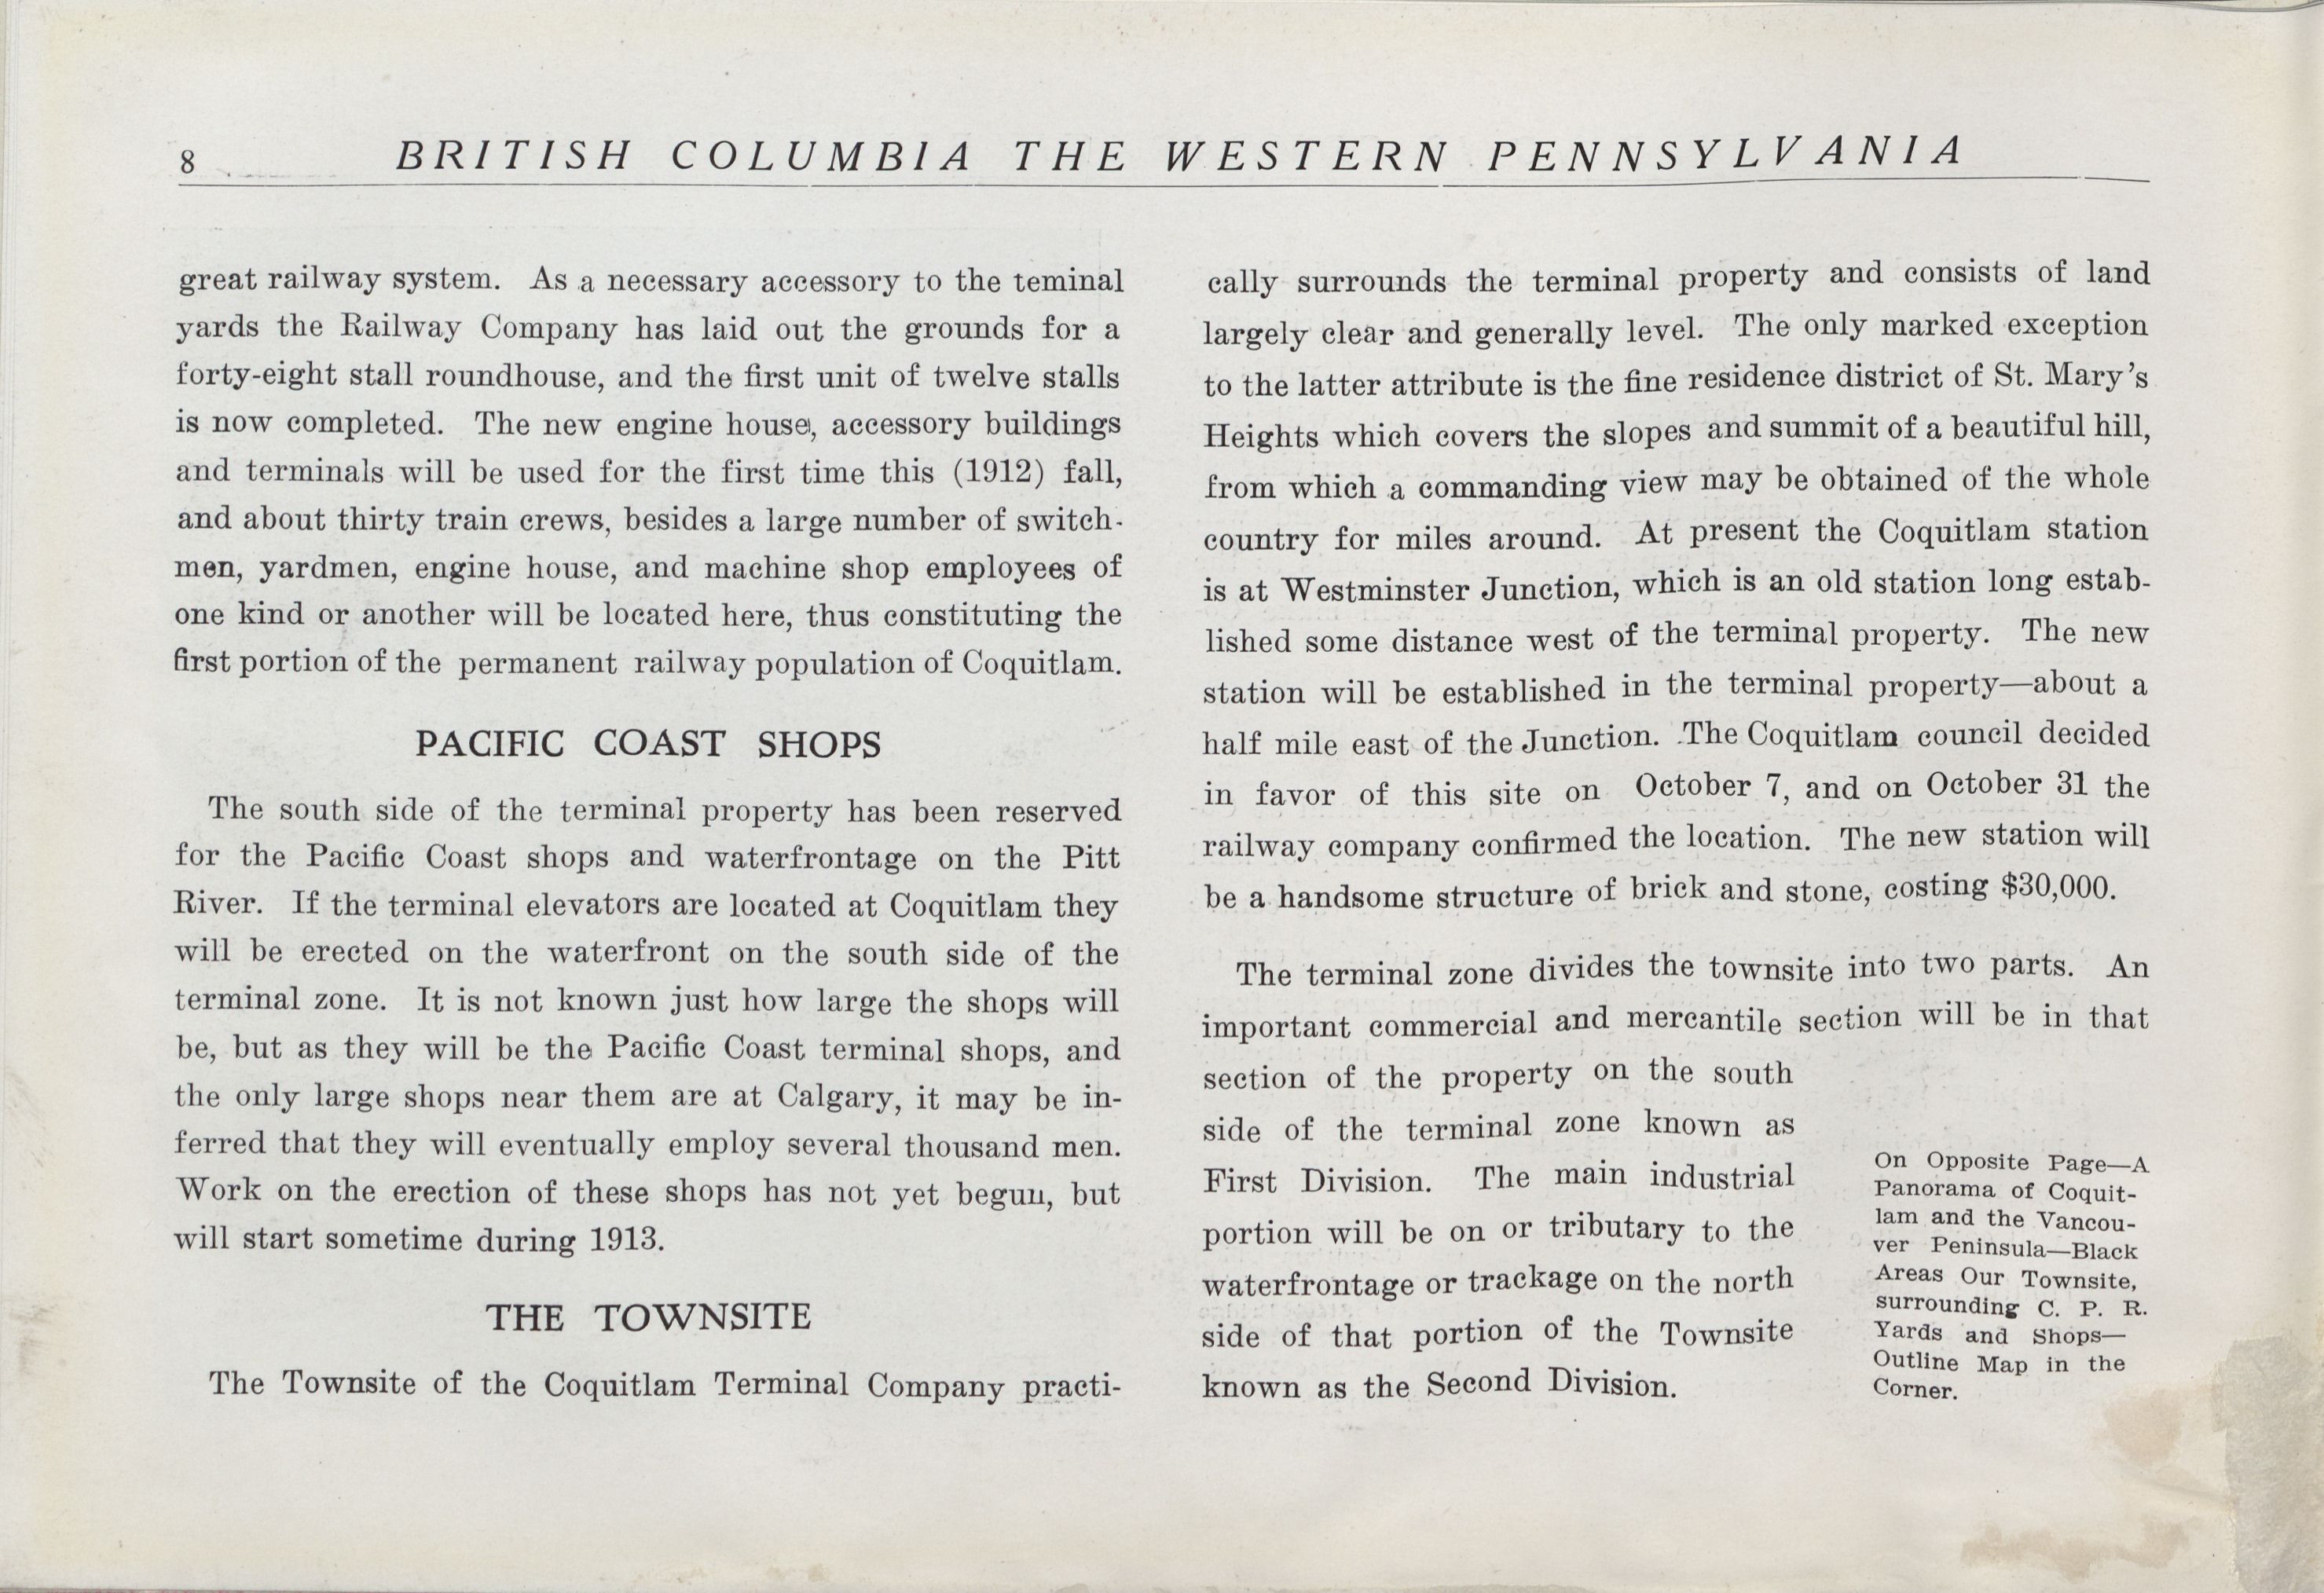 8 BRITISH COLUMBIA THE WESTERN PENNSYLVANIA
great railway system. As a necessary accessory to the teminal
yards the Railway Company has laid out the grounds for a
forty-eight stall roundhouse, and the first unit of twelve stalls
is now completed. The new engine house, accessory buildings
and terminals will be used for the first time this (1912) fall,
and about thirty train crews, besides a large number of switch-
men, yardmen, engine house, and machine shop employees of
one kind or another will be located here, thus constituting the
first portion of the permanent railway population of Coquitlam.
PACIFIC COAST SHOPS
The south side of the terminal property has been reserved
for the Pacific Coast shops and waterfrontage on the Pitt
River. If the terminal elevators are located at Coquitlam they
will be erected on the waterfront on the south side of the
terminal zone. It is not known just how large the shops will
be, but as they will be the Pacific Coast terminal shops, and
the only large shops near them are at Calgary, it may be in-
ferred that they will eventually employ several thousand men.
Work on the erection of these shops has not yet begun, but
will start sometime during 1913.
THE TOWNSITE
The Townsite of the Coquitlam Terminal Company practi-
cally surrounds the terminal property and consists of land
largely clear and generally level. The only marked exception
to the latter attribute is the fine residence district of St. Mary's
Heights which covers the slopes and summit of a beautiful hill,
from which a commanding view may be obtained of the whole
country for miles around. At present the Coquitlam station
is at Westminster Junction, which is an old station long estab-
lished some distance west of the terminal property. The new
station will be established in the terminal property—about a
half mile east of the Junction. The Coquitlam council decided
in favor of this site on October 7, and on October 31 the
railway company confirmed the location. The new station will
be a handsome structure of brick and stone, costing $30,000.
The terminal zone divides the townsite into two parts. An
important commercial and mercantile section will be in that
section of the property on the south
side of the terminal zone known as
First Division. The main industrial
portion will be on or tributary to the
waterfrontage or trackage on the north
side of that portion of the Townsite
known as the Second Division.
On Opposite Page—A
Panorama of Coquit-
lam and the Vancou-
ver Peninsula—Black
Areas Our Townsite,
surrounding C. P. R.
Yards and Shops—
Outline Map in the
Corner.